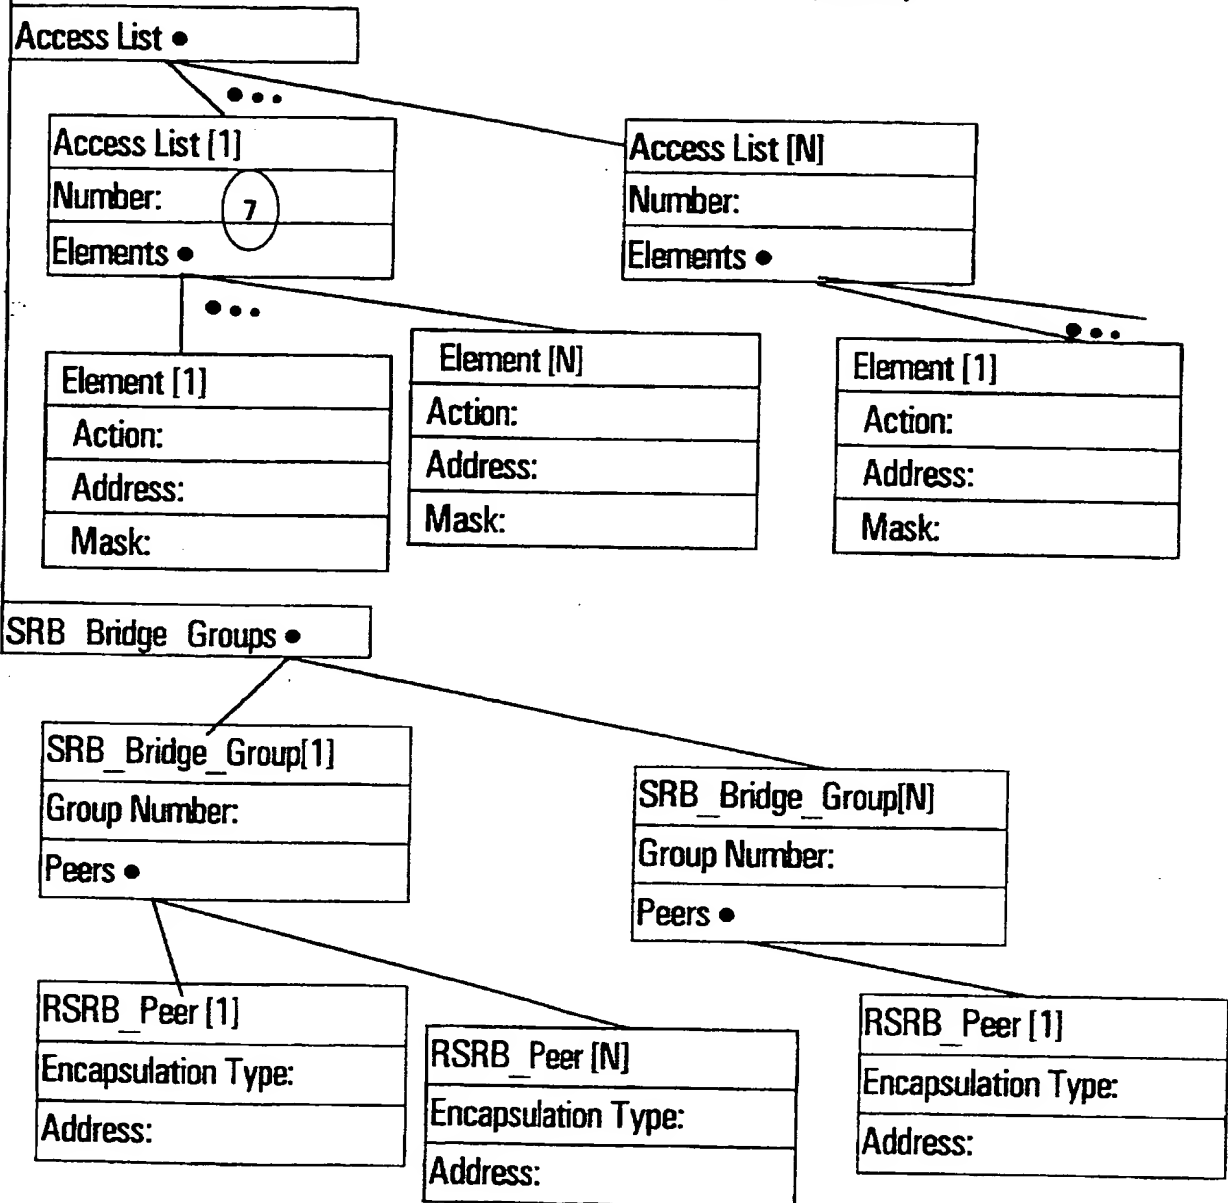 Access List
Access List [1]
Number:
7
Elements
Access List [N]
Number:
Elements
Element [1]
Action:
Address:
Mask:
Element [N]
Action:
Address:
Mask:
Element [1]
Action:
Address:
Mask:
SRB Bridge Groups
SRB_Bridge_Group[1]
Group Number:
Peers
SRB_Bridge_Group[N]
Group Number:
Peers
RSRB_Peer [1]
Encapsulation Type:
Address:
RSRB_Peer [N]
Encapsulation Type:
Address:
RSRB_Peer [1]
Encapsulation Type:
Address: